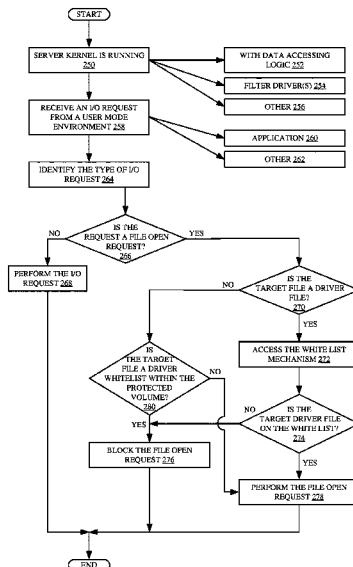 START
SERVER KERNEL IS RUNNING
250
WITH DATA ACCESSING
LOGIC 252
FILTER DRIVER(S) 254
OTHER 256
RECEIVE AN I/O REQUEST
FROM A USER MODE
ENVIRONMENT 258
APPLICATION 260
OTHER 262
IDENTIFY THE TYPE OF I/O
REQUEST 264
IS THE
REQUEST A FILE OPEN
REQUEST?
266
NO
YES
PERFORM THE I/O
REQUEST 268
IS THE
TARGET FILE A DRIVER
FILE?
270
NO
YES
ACCESS THE WHITE LIST
MECHANISM 272
IS
THE TARGET
FILE A DRIVER
WHITELIST WITHIN THE
PROTECTED
VOLUME?
280
NO
YES
IS THE
TARGET DRIVER FILE
ON THE WHITE LIST?
274
NO
YES
BLOCK THE FILE OPEN
REQUEST 276
PERFORM THE FILE OPEN
REQUEST 278
END